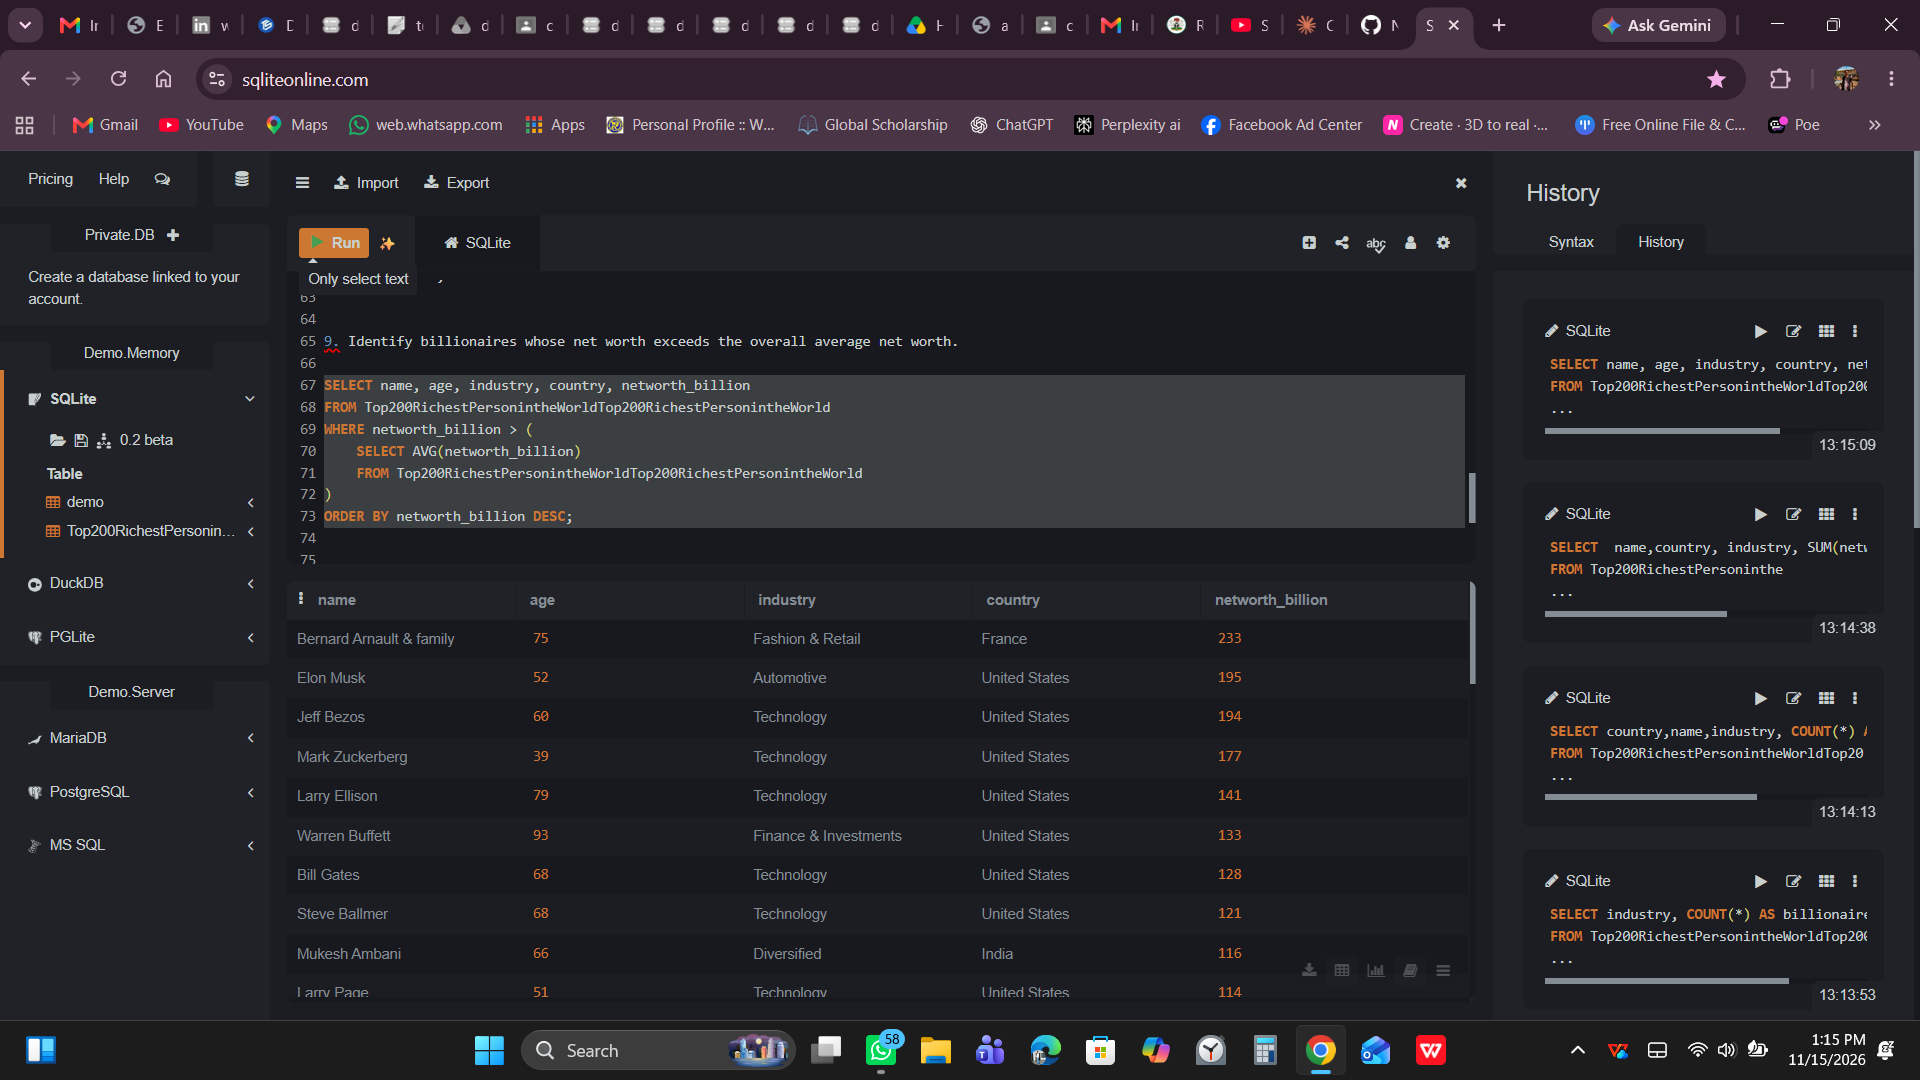 Ir
E
w
D
d
te
d
c
d
d
d
d
d
H
a
c
Ir
R
S
C
N
S
Ask Gemini
sqliteonline.com
Gmail
YouTube
Maps
web.whatsapp.com
Apps
Personal Profile :: W...
Global Scholarship
ChatGPT
Perplexity ai
Facebook Ad Center
Create · 3D to real ·...
Free Online File & C...
Poe
»
Pricing
Help
Private.DB
Create a database linked to your
account.
Demo.Memory
SQLite
0.2 beta
Table
demo
Top200RichestPersonin...
DuckDB
PGLite
Demo.Server
MariaDB
PostgreSQL
MS SQL
Import
Export
Run
SQLite
abc
Only select text
63
64
65 9. Identify billionaires whose net worth exceeds the overall average net worth.
66
67 SELECT name, age, industry, country, networth_billion
68 FROM Top200RichestPersonintheWorldTop200RichestPersonintheWorld
69 WHERE networth_billion > (
70 SELECT AVG(networth_billion)
71 FROM Top200RichestPersonintheWorldTop200RichestPersonintheWorld
72 )
73 ORDER BY networth_billion DESC;
74
75
name age industry country networth_billion
Bernard Arnault & family 75 Fashion & Retail France 233
Elon Musk 52 Automotive United States 195
Jeff Bezos 60 Technology United States 194
Mark Zuckerberg 39 Technology United States 177
Larry Ellison 79 Technology United States 141
Warren Buffett 93 Finance & Investments United States 133
Bill Gates 68 Technology United States 128
Steve Ballmer 68 Technology United States 121
Mukesh Ambani 66 Diversified India 116
Larry Page 51 Technology United States 114
History
Syntax
History
SQLite
SELECT name, age, industry, country, net
FROM Top200RichestPersonintheWorldTop200
...
13:15:09
SQLite
SELECT name,country, industry, SUM(netw
FROM Top200RichestPersoninthe
...
13:14:38
SQLite
SELECT country,name,industry, COUNT(*) A
FROM Top200RichestPersonintheWorldTop20
...
13:14:13
SQLite
SELECT industry, COUNT(*) AS billionaire
FROM Top200RichestPersonintheWorldTop200
...
13:13:53
Search
58
1:15 PM
11/15/2026